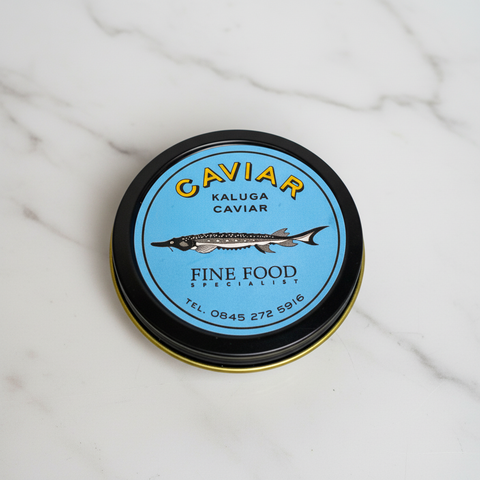 CAVIAR
KALUGA
CAVIAR
FINE FOOD
SPECIALIST
TEL. 0845 272 5916